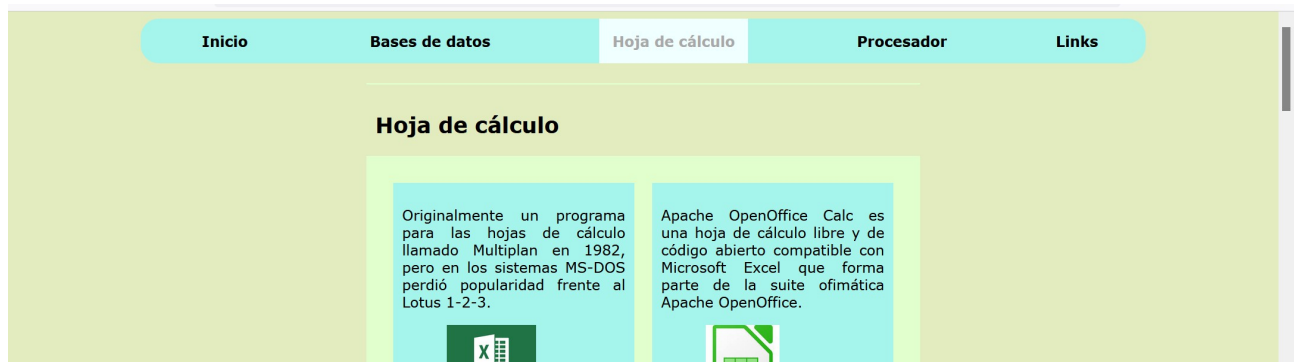 Inicio
Bases de datos
Hoja de cálculo
Procesador
Links
Hoja de cálculo
Originalmente un programa
para las hojas de cálculo
llamado Multiplan en 1982,
pero en los sistemas MS-DOS
perdió popularidad frente al
Lotus 1-2-3.
X
Apache OpenOffice Calc es
una hoja de cálculo libre y de
código abierto compatible con
Microsoft Excel que forma
parte de la suite ofimática
Apache OpenOffice.